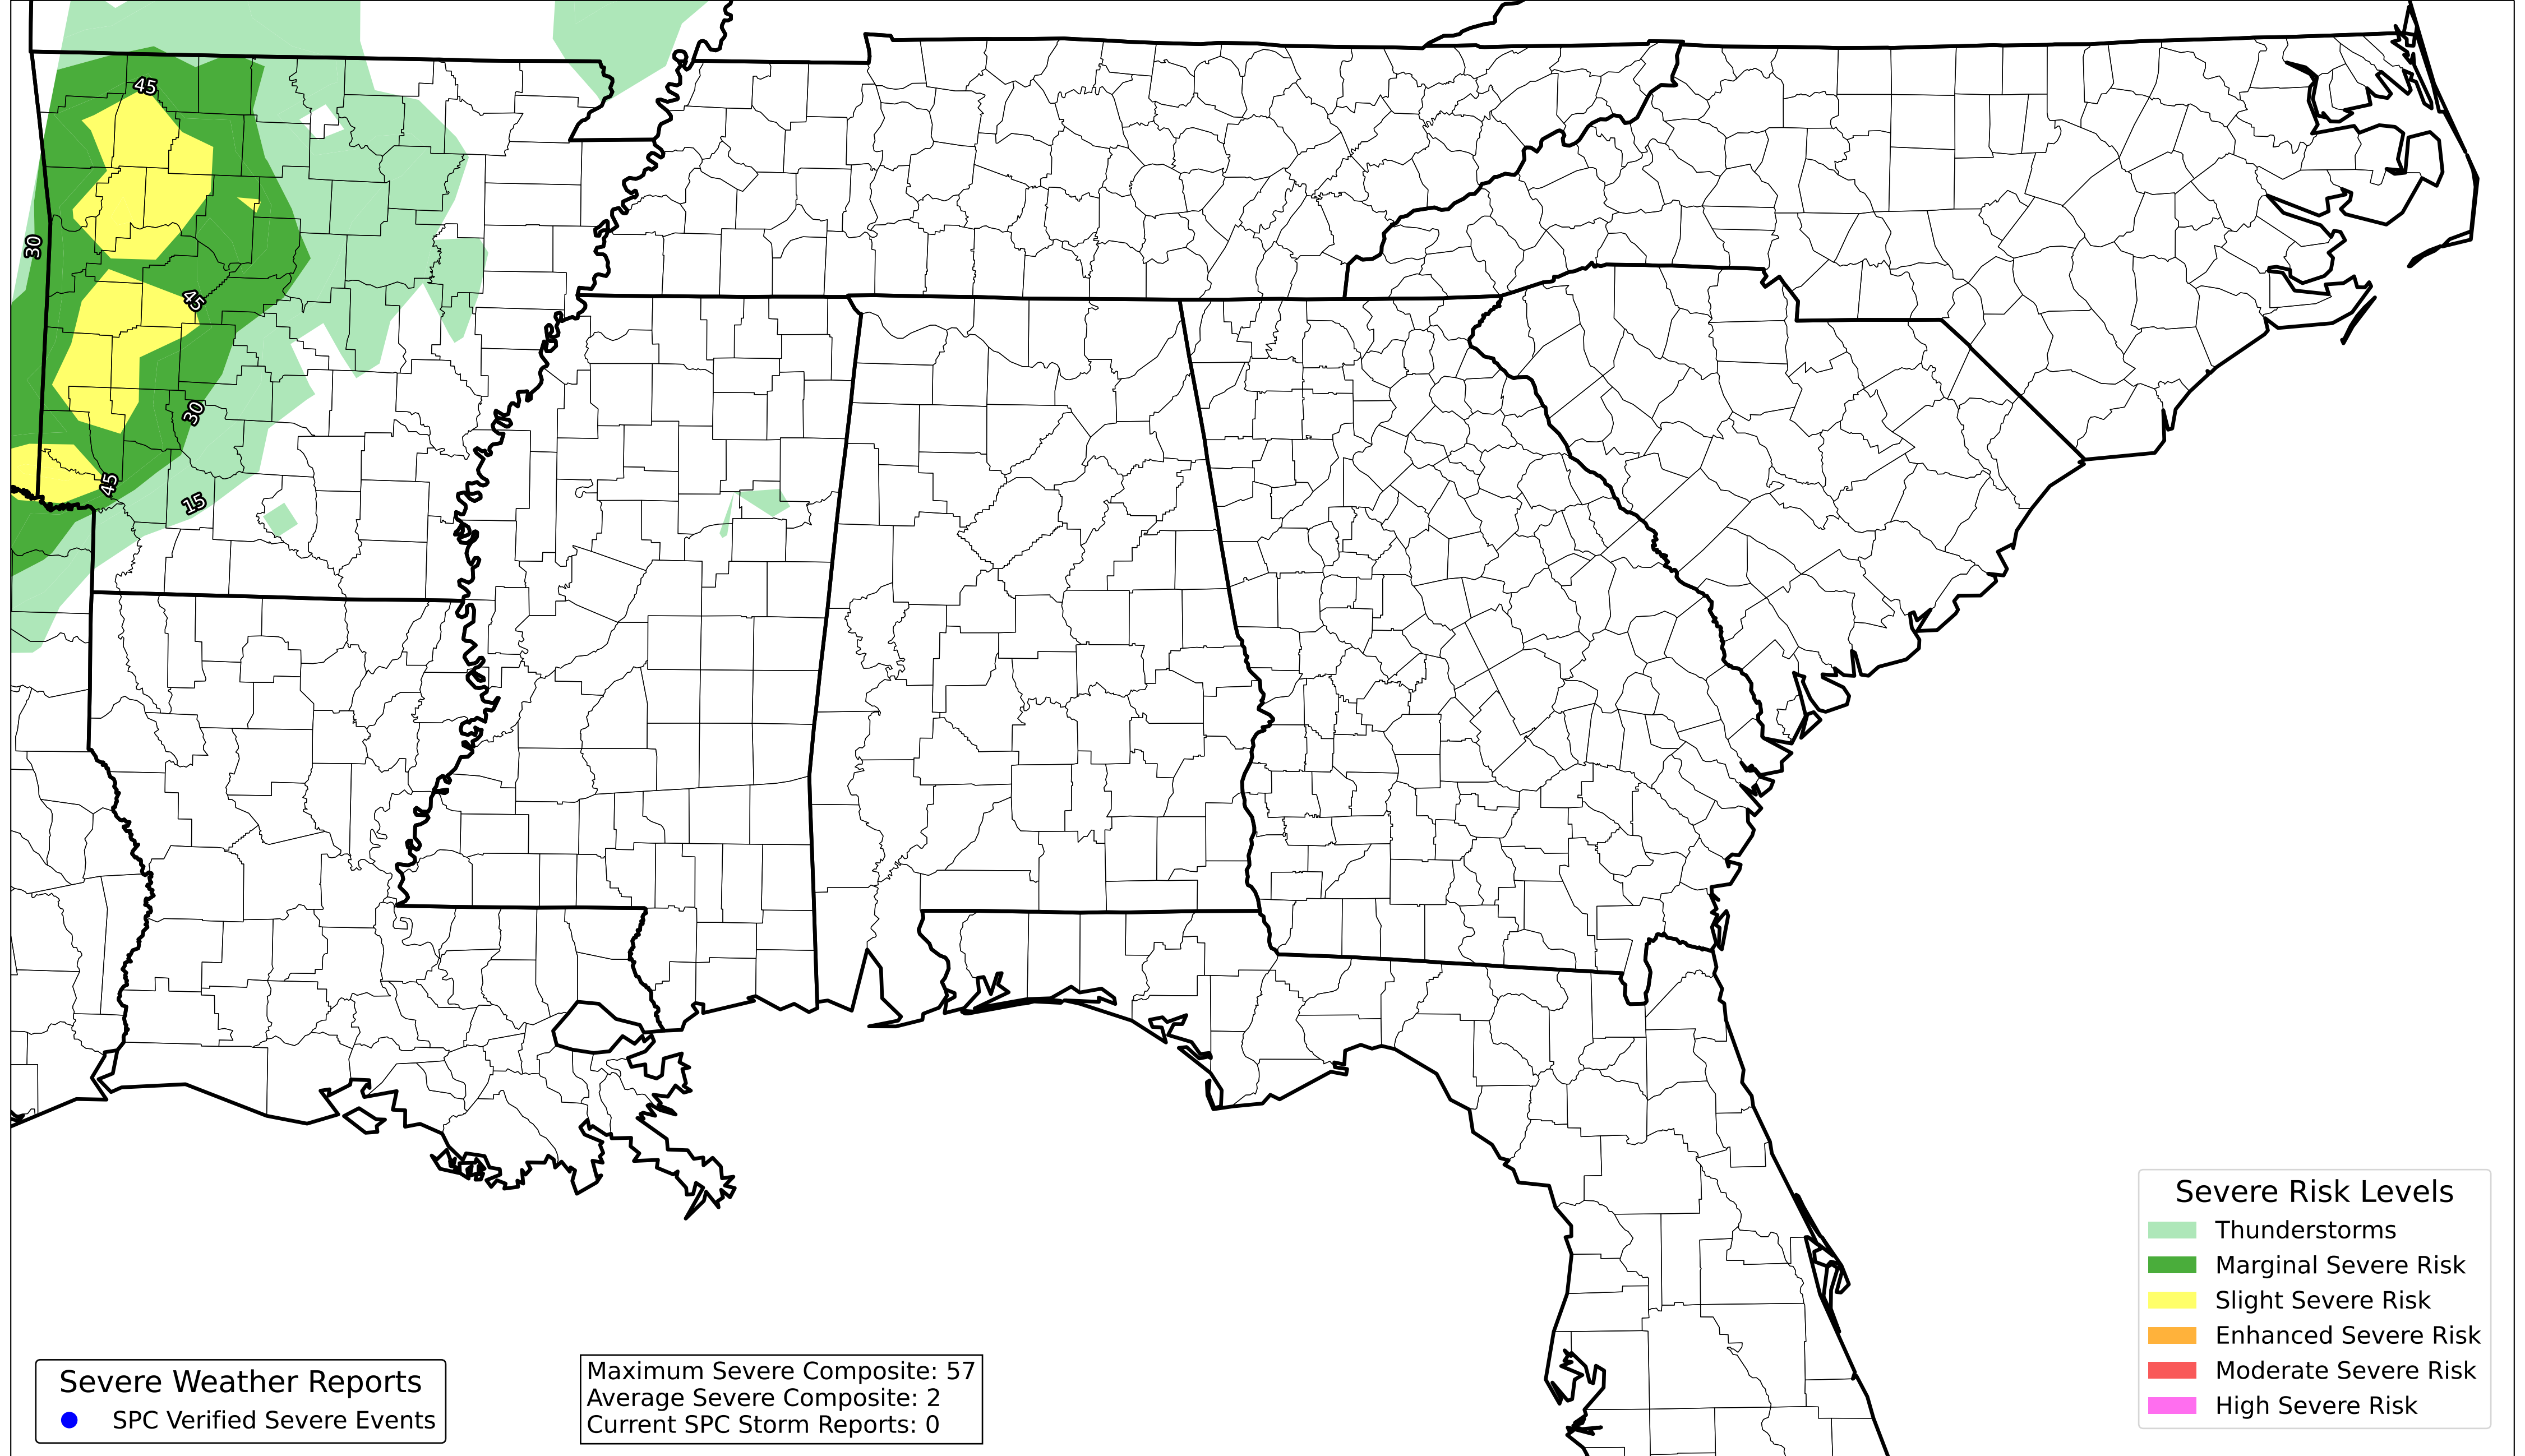 45
30
45
30
45
15
Severe Risk Levels
Thunderstorms
Marginal Severe Risk
Slight Severe Risk
Enhanced Severe Risk
Moderate Severe Risk
High Severe Risk
Severe Weather Reports
SPC Verified Severe Events
Maximum Severe Composite: 57
Average Severe Composite: 2
Current SPC Storm Reports: 0